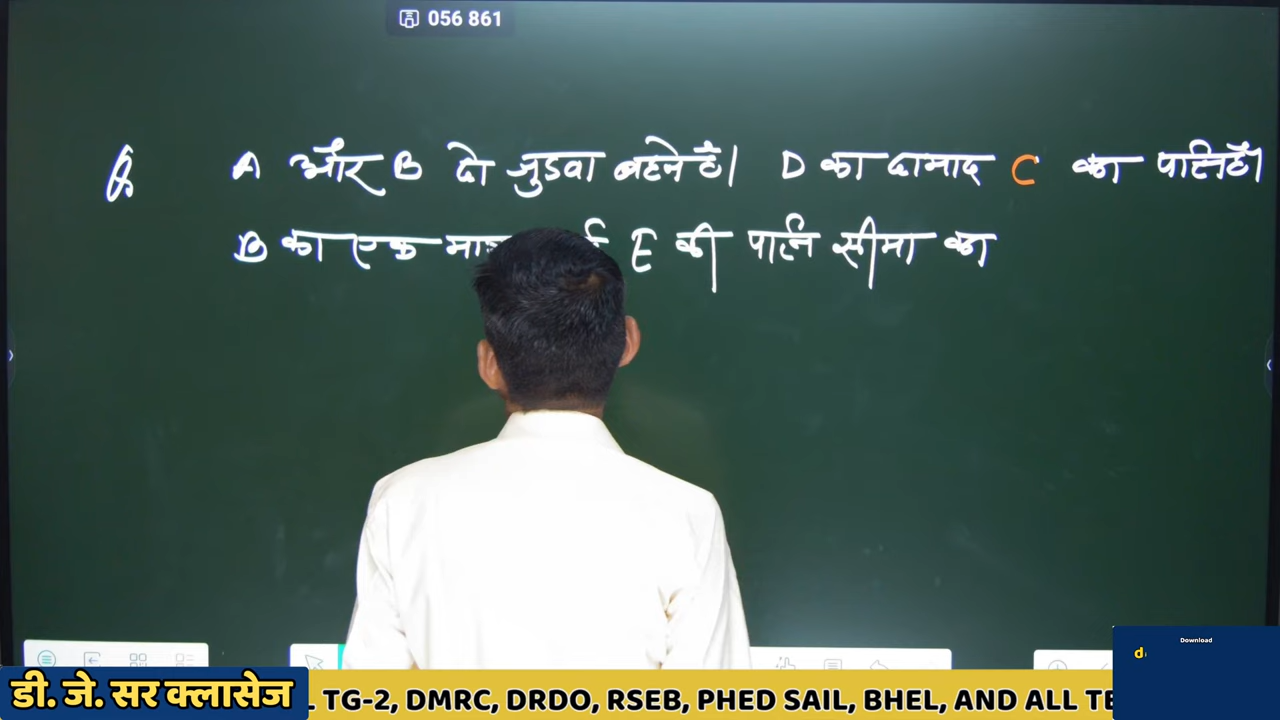 056 861
Q A और B दो जुडवा बहने हैं। D का दामाद C का पति हैं।
B का एक E की पत्नि सीमा का
Download
डी. जे. सर क्लासेज
TG-2, DMRC, DRDO, RSEB, PHED SAIL, BHEL, AND ALL TE